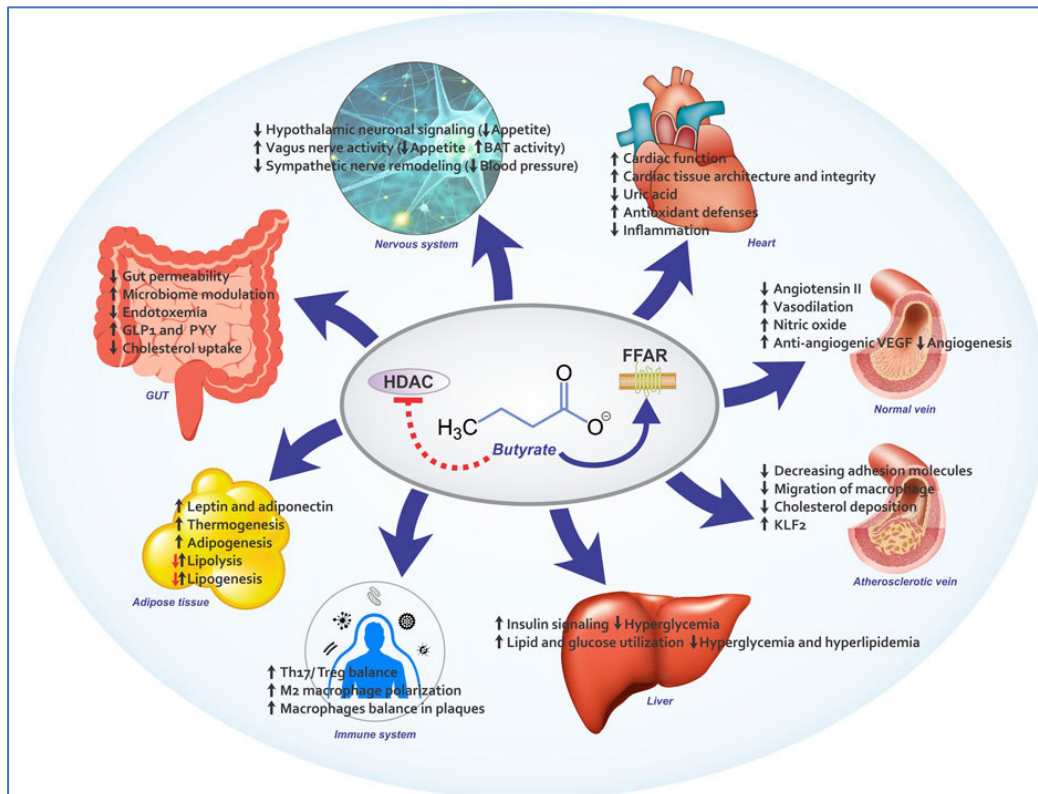 ↓ Hypothalamic neuronal signaling (↓Appetite)
↑ Vagus nerve activity (↓Appetite ↑BAT activity)
↓ Sympathetic nerve remodeling (↓Blood pressure)
Nervous system
↑ Cardiac function
↑ Cardiac tissue architecture and integrity
↓ Uric acid
↑ Antioxidant defenses
↓ Inflammation
Heart
↓ Gut permeability
↑ Microbiome modulation
↓ Endotoxemia
↑ GLP1 and PYY
↓ Cholesterol uptake
GUT
↓ Angiotensin II
↑ Vasodilation
↑ Nitric oxide
↑ Anti-angiogenic VEGF ↓ Angiogenesis
Normal vein
HDAC
FFAR
O
H₃C
O⊖
Butyrate
↓ Decreasing adhesion molecules
↓ Migration of macrophage
↓ Cholesterol deposition
↑ KLF2
Atherosclerotic vein
↑ Leptin and adiponectin
↑ Thermogenesis
↑ Adipogenesis
↓↑ Lipolysis
↓↑ Lipogenesis
Adipose tissue
↑ Th17/ Treg balance
↑ M2 macrophage polarization
↑ Macrophages balance in plaques
Immune system
↑ Insulin signaling ↓ Hyperglycemia
↑ Lipid and glucose utilization ↓ Hyperglycemia and hyperlipidemia
Liver